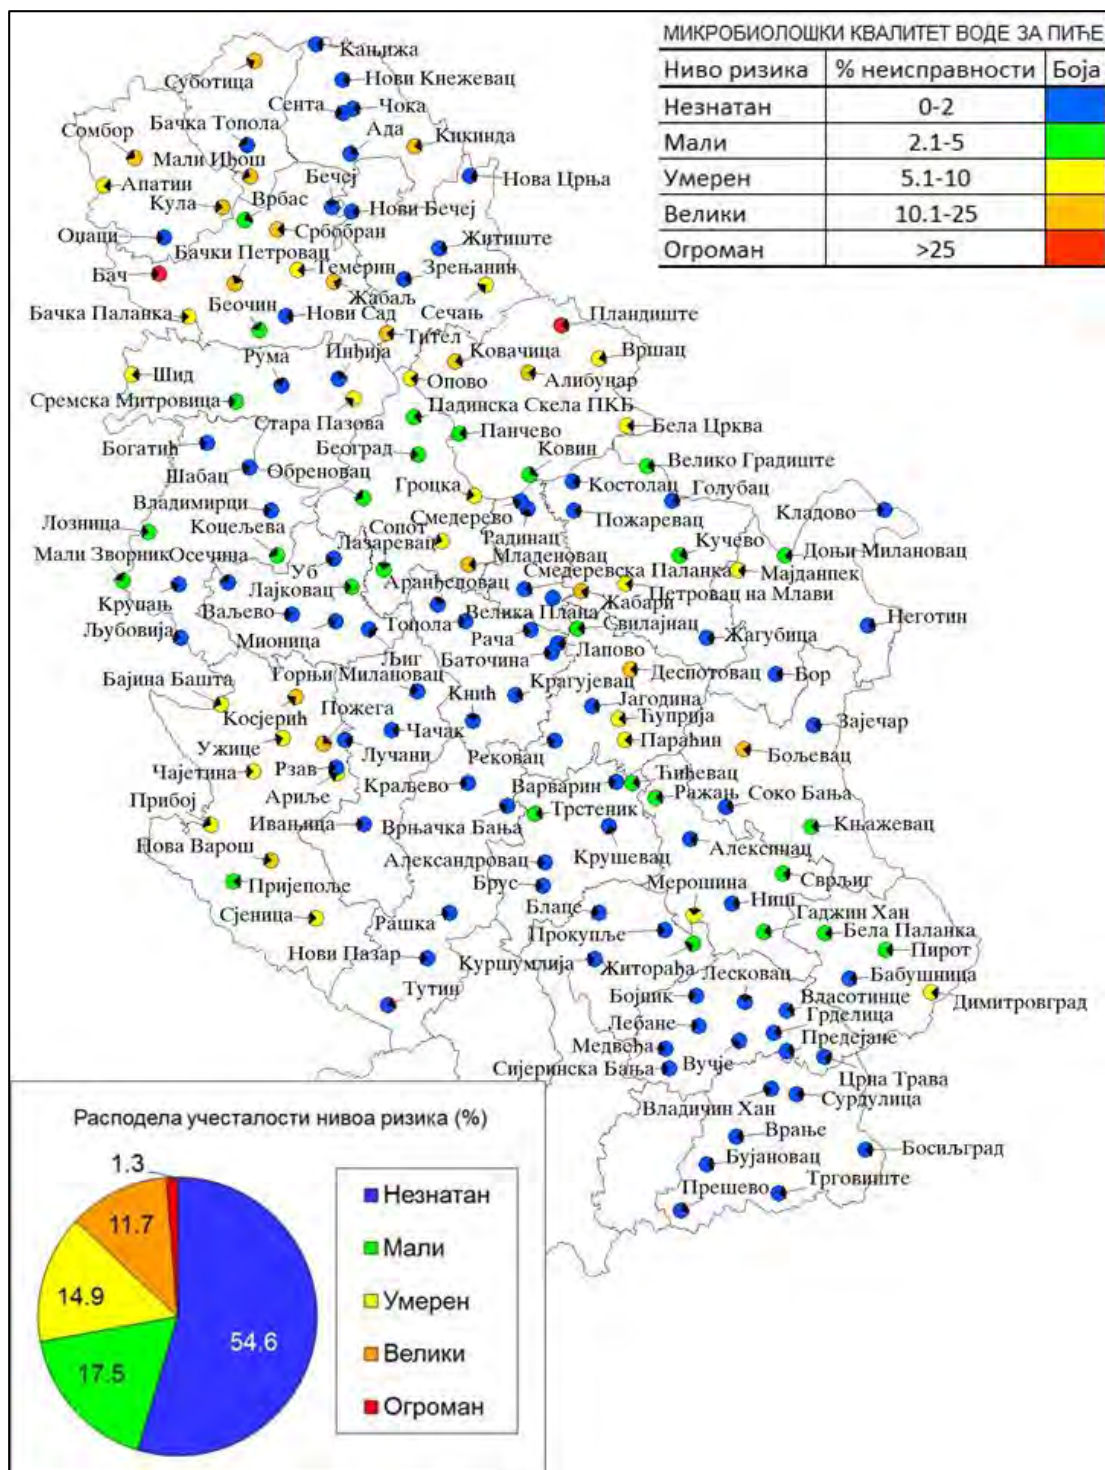 МИКРОБИОЛОШКИ КВАЛИТЕТ ВОДЕ ЗА ПИЋЕ
Ниво ризика % неисправности Боја
Незнатан 0-2
Мали 2.1-5
Умерен 5.1-10
Велики 10.1-25
Огроман >25
Кањижа
Суботица
Нови Кнежевац
Сента
Чока
Сомбор
Бачка Топола
Ада
Кикинда
Мали Иђош
Апатин
Бечеј
Нова Црња
Кула
Врбас
Нови Бечеј
Оџаци
Србобран
Житиште
Бачки Петровац
Бач
Темерин
Зрењанин
Жабаљ
Беочин
Бачка Паланка
Нови Сад
Сечањ
Пландиште
Тител
Рума
Инђија
Ковачица
Вршац
Шид
Опово
Алибунар
Сремска Митровица
Стара Пазова
Падинска Скела ПКБ
Панчево
Бела Црква
Богатић
Београд
Ковин
Велико Градиште
Шабац
Обреновац
Гроцка
Костолац
Голубац
Владимирци
Смедерево
Пожаревац
Кладово
Лозница
Коцељева
Сопот
Радинац
Кучево
Доњи Милановац
Мали Зворник
Осечина
Лазаревац
Младеновац
Уб
Аранђеловац
Смедеревска Паланка
Мајданпек
Крупањ
Лајковац
Петровац на Млави
Ваљево
Велика Плана
Жабари
Неготин
Љубовија
Мионица
Топола
Рача
Свилајнац
Жагубица
Љиг
Баточина
Лапово
Бајина Башта
Горњи Милановац
Кнић
Крагујевац
Деспотовац
Бор
Косјерић
Пожега
Јагодина
Ћуприја
Зајечар
Ужице
Чачак
Лучани
Параћин
Чајетина
Рзав
Рековац
Бољевац
Ариље
Краљево
Варварин
Ћићевац
Прибој
Ражањ
Соко Бања
Ивањица
Врњачка Бања
Трстеник
Књажевац
Нова Варош
Александровац
Крушевац
Алексинац
Пријепоље
Брус
Мерошина
Сврљиг
Сјеница
Рашка
Блаце
Ниш
Гаџин Хан
Прокупље
Бела Паланка
Нови Пазар
Куршумлија
Житорађа
Пирот
Лесковац
Бабушница
Тутин
Бојник
Власотинце
Димитровград
Лебане
Грделица
Медвеђа
Предејане
Сијеринска Бања
Вучје
Црна Трава
Владичин Хан
Сурдулица
Врање
Босиљград
Бујановац
Прешево
Трговиште
Расподела учесталости нивоа ризика (%)
1.3
11.7
14.9
17.5
54.6
Незнатан
Мали
Умерен
Велики
Огроман